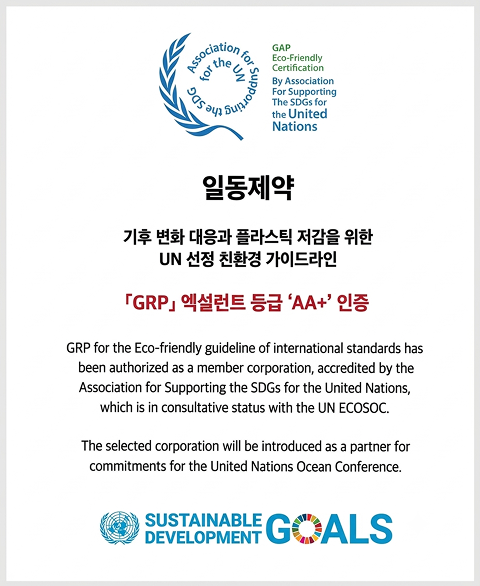 Association for Supporting the SDG for the UN
GAP
Eco-Friendly
Certification
By Association
For Supporting
The SDGs for
the United
Nations
일동제약
기후 변화 대응과 플라스틱 저감을 위한
UN 선정 친환경 가이드라인
「GRP」 엑설런트 등급 ‘AA+’ 인증
GRP for the Eco-friendly guideline of international standards has
been authorized as a member corporation, accredited by the
Association for Supporting the SDGs for the United Nations,
which is in consultative status with the UN ECOSOC.
The selected corporation will be introduced as a partner for
commitments for the United Nations Ocean Conference.
SUSTAINABLE
DEVELOPMENT
GOALS